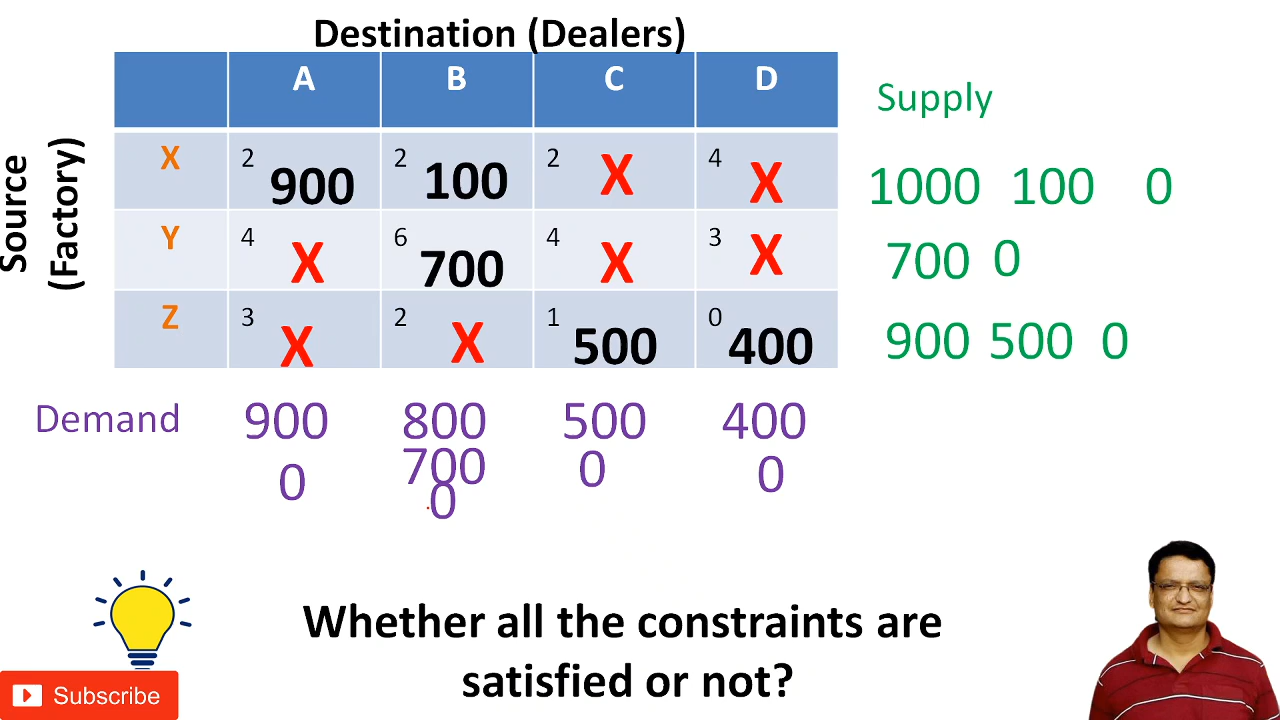 Destination (Dealers)
Source
(Factory)
A B C D
Supply
X 2 900 2 100 2 X 4 X 1000 100 0
Y 4 X 6 700 4 X 3 X 700 0
Z 3 X 2 X 1 500 0 400 900 500 0
Demand 900 800 500 400
0 700 0 0
0
Whether all the constraints are
satisfied or not?
Subscribe